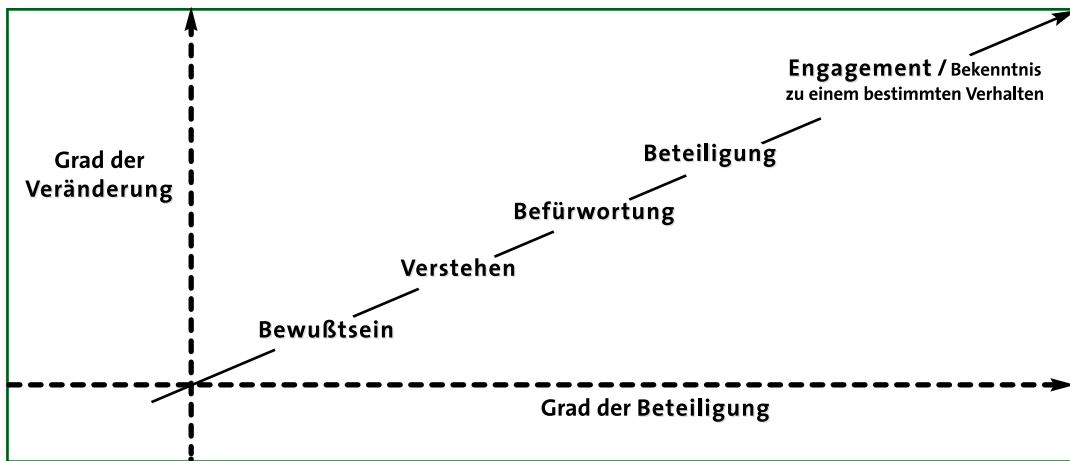 Engagement / Bekenntnis
zu einem bestimmten Verhalten
Beteiligung
Grad der
Veränderung
Befürwortung
Verstehen
Bewußtsein
Grad der Beteiligung